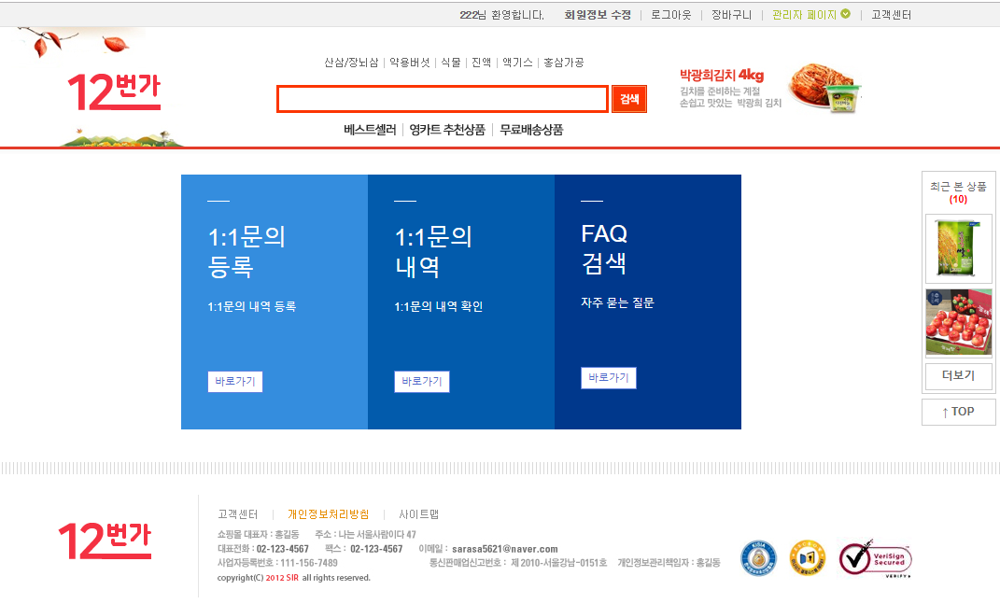 222님 환영합니다. 회원정보 수정 | 로그아웃 | 장바구니 | 관리자 페이지 | 고객센터
12번가
산삼/장뇌삼 | 약용버섯 | 식물 | 진액 | 엑기스 | 홍삼가공
검색
베스트셀러 | 영카트 추천상품 | 무료배송상품
박광희김치 4kg
김치를 준비하는 계절
손쉽고 맛있는 박광희 김치
1:1문의
등록
1:1문의 내역 등록
바로가기
1:1문의
내역
1:1문의 내역 확인
바로가기
FAQ
검색
자주 묻는 질문
바로가기
최근 본 상품
(10)
더보기
↑ TOP
12번가
고객센터 | 개인정보처리방침 | 사이트맵
쇼핑몰 대표자 : 홍길동 주소 : 나는 서울사람이다 47
대표전화 : 02-123-4567 팩스 : 02-123-4567 이메일 : sarasa5621@naver.com
사업자등록번호 : 111-156-7489 통신판매업신고번호 : 제 2010-서울강남-0151호 개인정보관리책임자 : 홍길동
copyright(C) 2012 SIR all rights reserved.
VeriSign
Secured
VERIFY